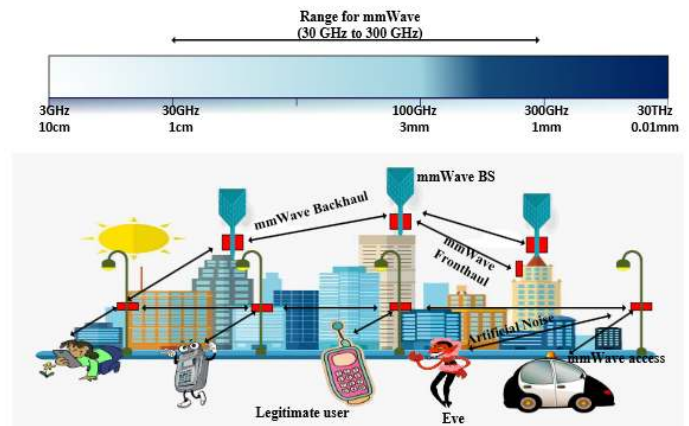 Range for mmWave
(30 GHz to 300 GHz)
3GHz 30GHz 100GHz 300GHz 30THz
10cm 1cm 3mm 1mm 0.01mm
mmWave BS
mmWave Backhaul
mmWave
Fronthaul
Artificial Noise
mmWave access
Legitimate user
Eve